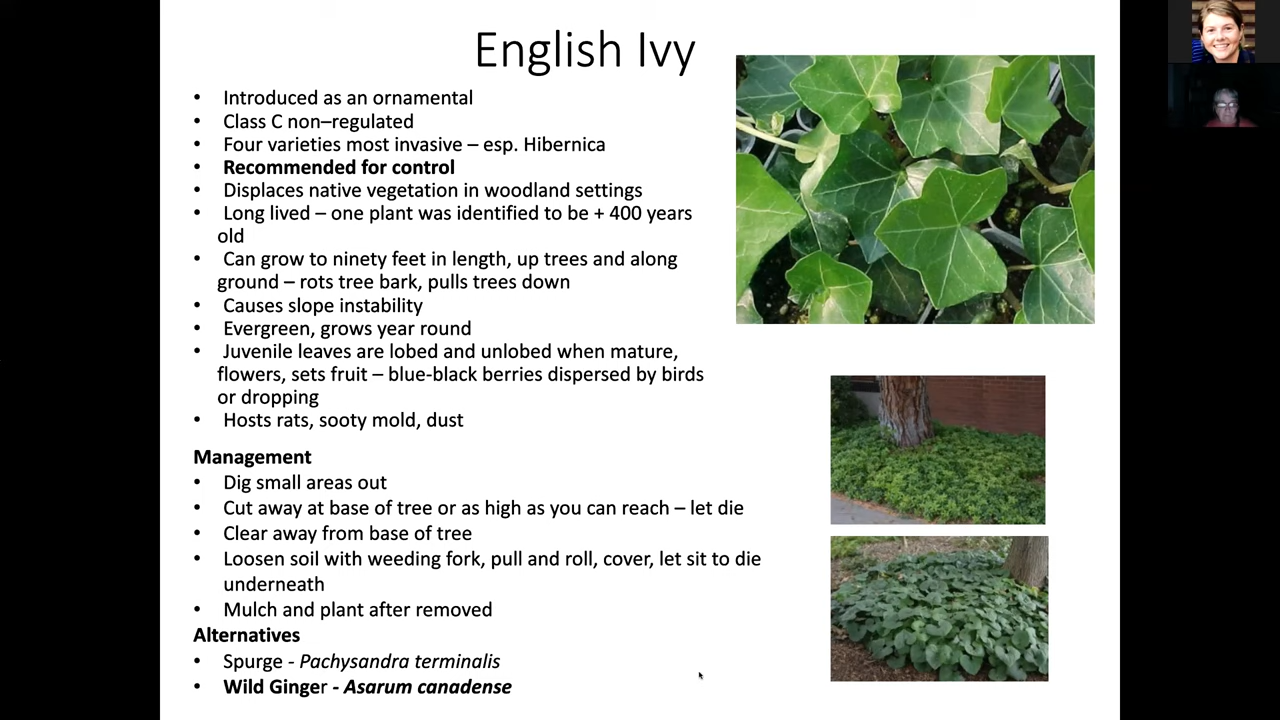 English Ivy
• Introduced as an ornamental
• Class C non–regulated
• Four varieties most invasive – esp. Hibernica
• Recommended for control
• Displaces native vegetation in woodland settings
• Long lived – one plant was identified to be + 400 years
old
• Can grow to ninety feet in length, up trees and along
ground – rots tree bark, pulls trees down
• Causes slope instability
• Evergreen, grows year round
• Juvenile leaves are lobed and unlobed when mature,
flowers, sets fruit – blue-black berries dispersed by birds
or dropping
• Hosts rats, sooty mold, dust
Management
• Dig small areas out
• Cut away at base of tree or as high as you can reach – let die
• Clear away from base of tree
• Loosen soil with weeding fork, pull and roll, cover, let sit to die
underneath
• Mulch and plant after removed
Alternatives
• Spurge - Pachysandra terminalis
• Wild Ginger - Asarum canadense